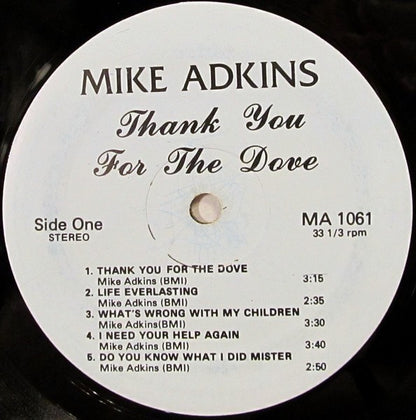 MIKE ADKINS
Thank You
For The Dove
Side One
STEREO
MA 1061
33 1/3 rpm
1. THANK YOU FOR THE DOVE
Mike Adkins (BMI) 3:15
2. LIFE EVERLASTING
Mike Adkins (BMI) 2:35
3. WHAT'S WRONG WITH MY CHILDREN
Mike Adkins(BMI) 3:30
4. I NEED YOUR HELP AGAIN
Mike Adkins (BMI) 3:40
5. DO YOU KNOW WHAT I DID MISTER
Mike Adkins (BMI) 2:50